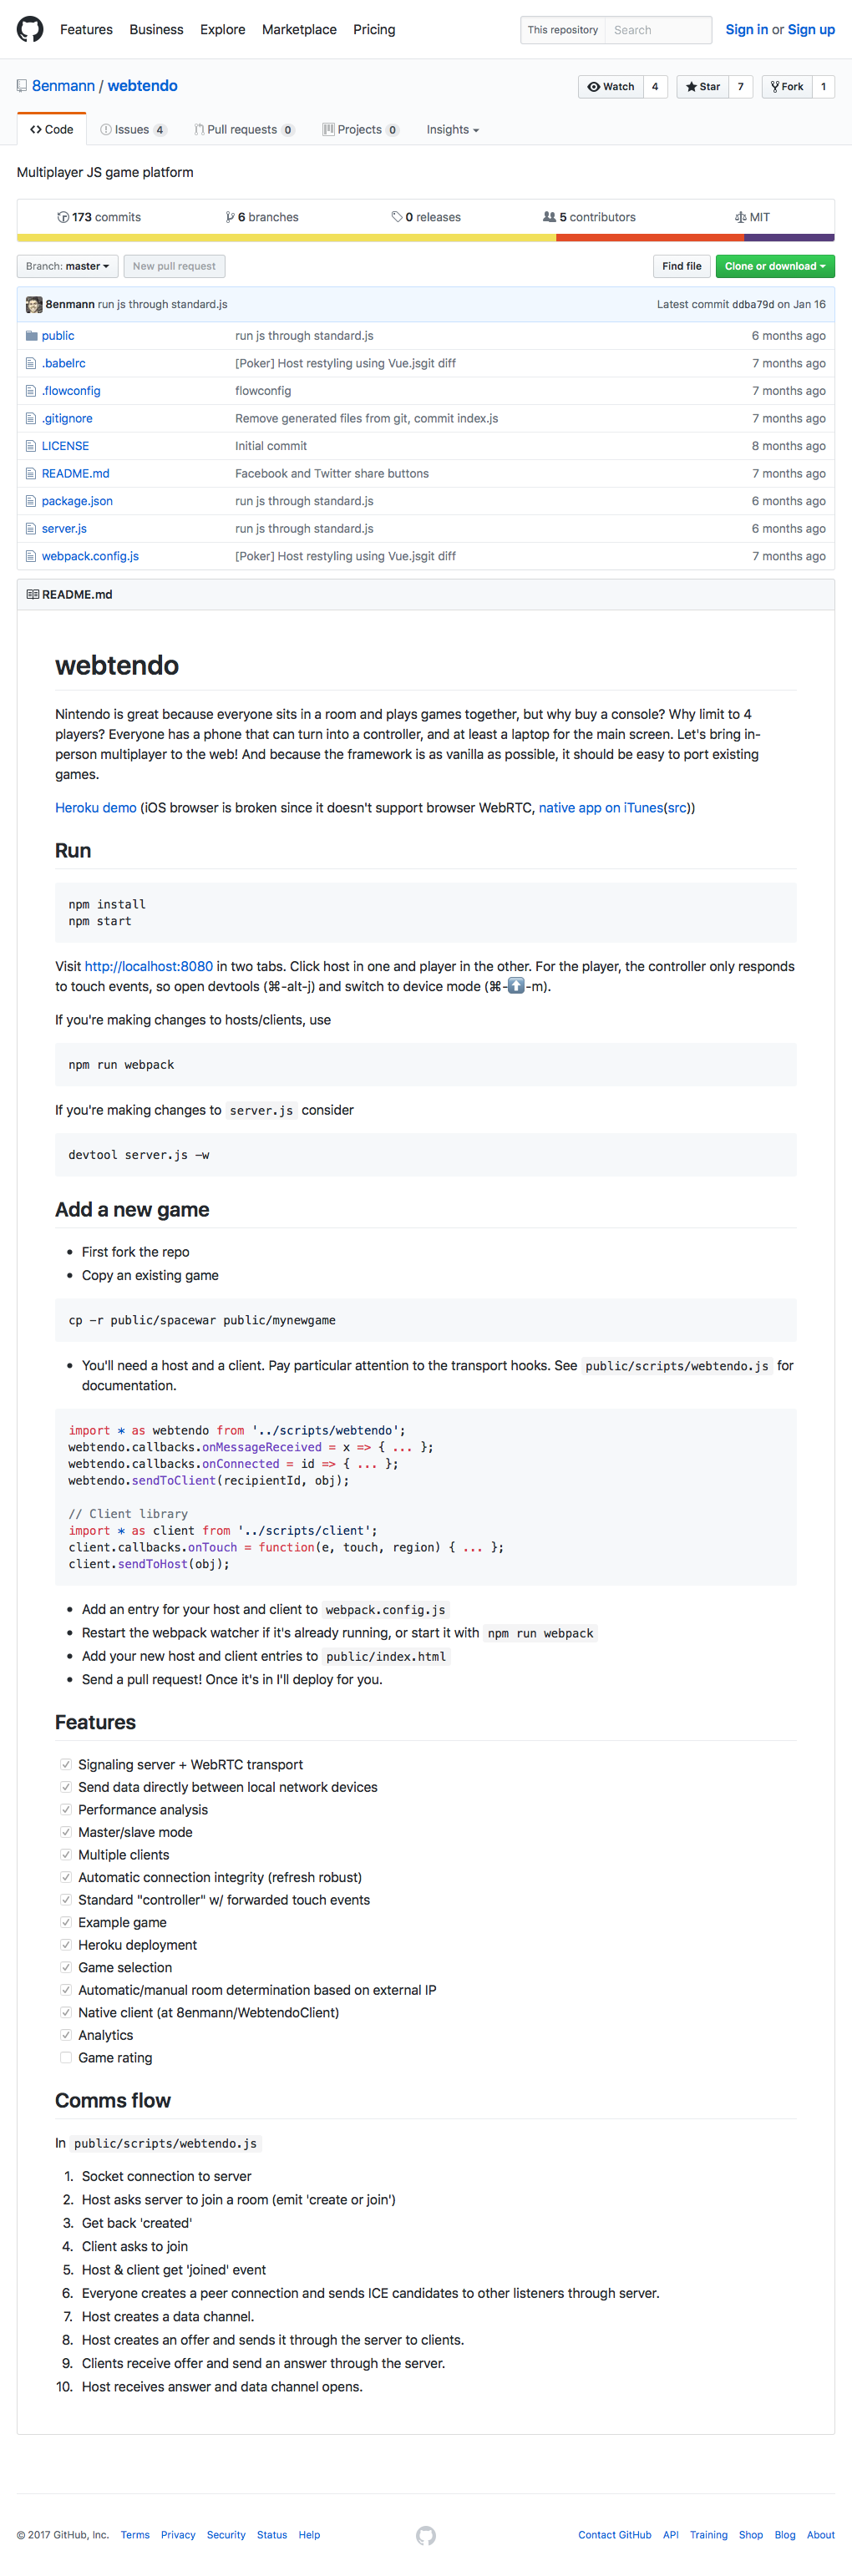 Features Business Explore Marketplace Pricing This repository Search Sign in or Sign up
8enmann / webtendo Watch 4 Star 7 Fork 1
Code Issues 4 Pull requests 0 Projects 0 Insights
Multiplayer JS game platform
173 commits 6 branches 0 releases 5 contributors MIT
Branch: master New pull request Find file Clone or download
8enmann run js through standard.js Latest commit ddba79d on Jan 16
public run js through standard.js 6 months ago
.babelrc [Poker] Host restyling using Vue.jsgit diff 7 months ago
.flowconfig flowconfig 7 months ago
.gitignore Remove generated files from git, commit index.js 7 months ago
LICENSE Initial commit 8 months ago
README.md Facebook and Twitter share buttons 7 months ago
package.json run js through standard.js 6 months ago
server.js run js through standard.js 6 months ago
webpack.config.js [Poker] Host restyling using Vue.jsgit diff 7 months ago
README.md
webtendo
Nintendo is great because everyone sits in a room and plays games together, but why buy a console? Why limit to 4
players? Everyone has a phone that can turn into a controller, and at least a laptop for the main screen. Let's bring in-
person multiplayer to the web! And because the framework is as vanilla as possible, it should be easy to port existing
games.
Heroku demo (iOS browser is broken since it doesn't support browser WebRTC, native app on iTunes(src))
Run
npm install
npm start
Visit http://localhost:8080 in two tabs. Click host in one and player in the other. For the player, the controller only responds
to touch events, so open devtools (⌘-alt-j) and switch to device mode (⌘-⬆️-m).
If you're making changes to hosts/clients, use
npm run webpack
If you're making changes to server.js consider
devtool server.js -w
Add a new game
• First fork the repo
• Copy an existing game
cp -r public/spacewar public/mynewgame
• You'll need a host and a client. Pay particular attention to the transport hooks. See public/scripts/webtendo.js for
documentation.
import * as webtendo from '../scripts/webtendo';
webtendo.callbacks.onMessageReceived = x => { ... };
webtendo.callbacks.onConnected = id => { ... };
webtendo.sendToClient(recipientId, obj);
// Client library
import * as client from '../scripts/client';
client.callbacks.onTouch = function(e, touch, region) { ... };
client.sendToHost(obj);
• Add an entry for your host and client to webpack.config.js
• Restart the webpack watcher if it's already running, or start it with npm run webpack
• Add your new host and client entries to public/index.html
• Send a pull request! Once it's in I'll deploy for you.
Features
Signaling server + WebRTC transport
Send data directly between local network devices
Performance analysis
Master/slave mode
Multiple clients
Automatic connection integrity (refresh robust)
Standard "controller" w/ forwarded touch events
Example game
Heroku deployment
Game selection
Automatic/manual room determination based on external IP
Native client (at 8enmann/WebtendoClient)
Analytics
Game rating
Comms flow
In public/scripts/webtendo.js
1. Socket connection to server
2. Host asks server to join a room (emit 'create or join')
3. Get back 'created'
4. Client asks to join
5. Host & client get 'joined' event
6. Everyone creates a peer connection and sends ICE candidates to other listeners through server.
7. Host creates a data channel.
8. Host creates an offer and sends it through the server to clients.
9. Clients receive offer and send an answer through the server.
10. Host receives answer and data channel opens.
© 2017 GitHub, Inc. Terms Privacy Security Status Help Contact GitHub API Training Shop Blog About